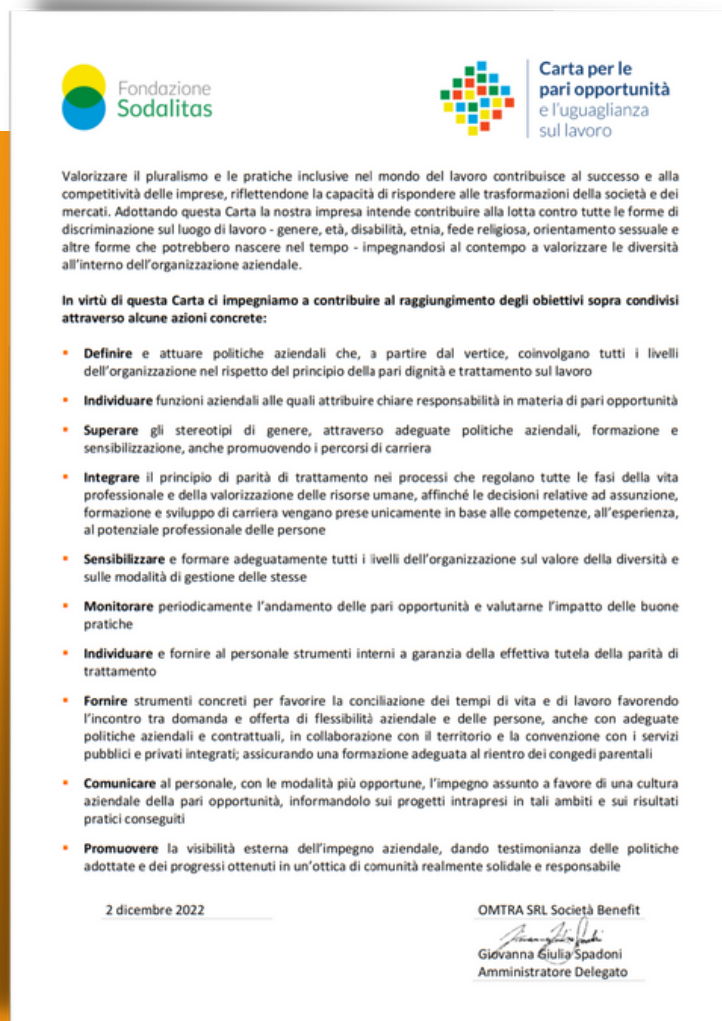 Fondazione
Sodalitas
Carta per le
pari opportunità
e l'uguaglianza
sul lavoro
Valorizzare il pluralismo e le pratiche inclusive nel mondo del lavoro contribuisce al successo e alla
competitività delle imprese, riflettendone la capacità di rispondere alle trasformazioni della società e dei
mercati. Adottando questa Carta la nostra impresa intende contribuire alla lotta contro tutte le forme di
discriminazione sul luogo di lavoro - genere, età, disabilità, etnia, fede religiosa, orientamento sessuale e
altre forme che potrebbero nascere nel tempo - impegnandosi al contempo a valorizzare le diversità
all'interno dell'organizzazione aziendale.
In virtù di questa Carta ci impegniamo a contribuire al raggiungimento degli obiettivi sopra condivisi
attraverso alcune azioni concrete:
▪ Definire e attuare politiche aziendali che, a partire dal vertice, coinvolgano tutti i livelli
dell'organizzazione nel rispetto del principio della pari dignità e trattamento sul lavoro
▪ Individuare funzioni aziendali alle quali attribuire chiare responsabilità in materia di pari opportunità
▪ Superare gli stereotipi di genere, attraverso adeguate politiche aziendali, formazione e
sensibilizzazione, anche promuovendo i percorsi di carriera
▪ Integrare il principio di parità di trattamento nei processi che regolano tutte le fasi della vita
professionale e della valorizzazione delle risorse umane, affinché le decisioni relative ad assunzione,
formazione e sviluppo di carriera vengano prese unicamente in base alle competenze, all'esperienza,
al potenziale professionale delle persone
▪ Sensibilizzare e formare adeguatamente tutti i livelli dell'organizzazione sul valore della diversità e
sulle modalità di gestione delle stesse
▪ Monitorare periodicamente l'andamento delle pari opportunità e valutarne l'impatto delle buone
pratiche
▪ Individuare e fornire al personale strumenti interni a garanzia della effettiva tutela della parità di
trattamento
▪ Fornire strumenti concreti per favorire la conciliazione dei tempi di vita e di lavoro favorendo
l'incontro tra domanda e offerta di flessibilità aziendale e delle persone, anche con adeguate
politiche aziendali e contrattuali, in collaborazione con il territorio e la convenzione con i servizi
pubblici e privati integrati; assicurando una formazione adeguata al rientro dei congedi parentali
▪ Comunicare al personale, con le modalità più opportune, l'impegno assunto a favore di una cultura
aziendale della pari opportunità, informandolo sui progetti intrapresi in tali ambiti e sui risultati
pratici conseguiti
▪ Promuovere la visibilità esterna dell'impegno aziendale, dando testimonianza delle politiche
adottate e dei progressi ottenuti in un'ottica di comunità realmente solidale e responsabile
2 dicembre 2022
OMTRA SRL Società Benefit
Giovanna Giulia Spadoni
Amministratore Delegato